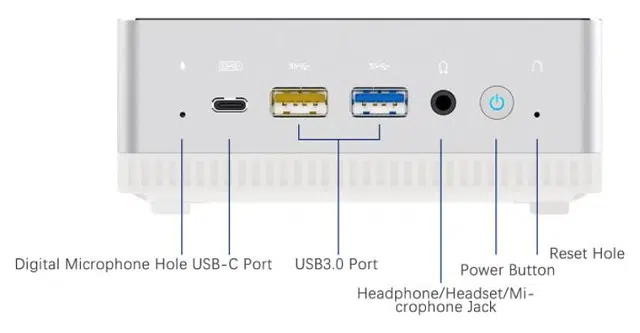 Digital Microphone Hole USB-C Port
USB3.0 Port
Headphone/Headset/Mi-
crophone Jack
Power Button
Reset Hole